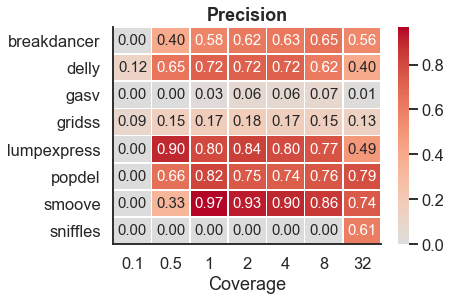 Precision
breakdancer 0.00 0.40 0.58 0.62 0.63 0.65 0.56
delly 0.12 0.65 0.72 0.72 0.72 0.62 0.40
gasv 0.00 0.00 0.03 0.06 0.06 0.07 0.01
gridss 0.09 0.15 0.17 0.18 0.17 0.15 0.13
lumpexpress 0.00 0.90 0.80 0.84 0.80 0.77 0.49
popdel 0.00 0.66 0.82 0.75 0.74 0.76 0.79
smoove 0.00 0.33 0.97 0.93 0.90 0.86 0.74
sniffles 0.00 0.00 0.00 0.00 0.00 0.00 0.61
0.1 0.5 1 2 4 8 32
Coverage
0.8
0.6
0.4
0.2
0.0